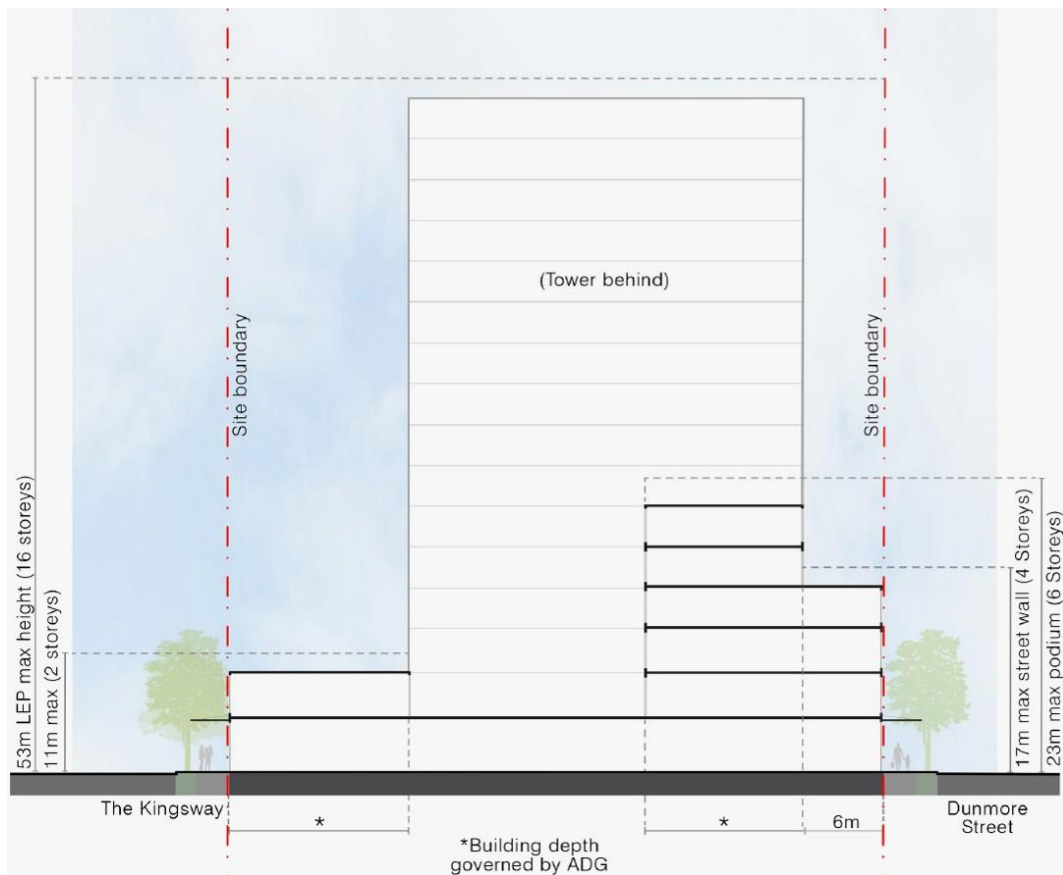 (Tower behind)
Site boundary
Site boundary
53m LEP max height (16 storeys)
11m max (2 storeys)
17m max street wall (4 Storeys)
23m max podium (6 Storeys)
The Kingsway
Dunmore
Street
*
*
6m
*Building depth
governed by ADG